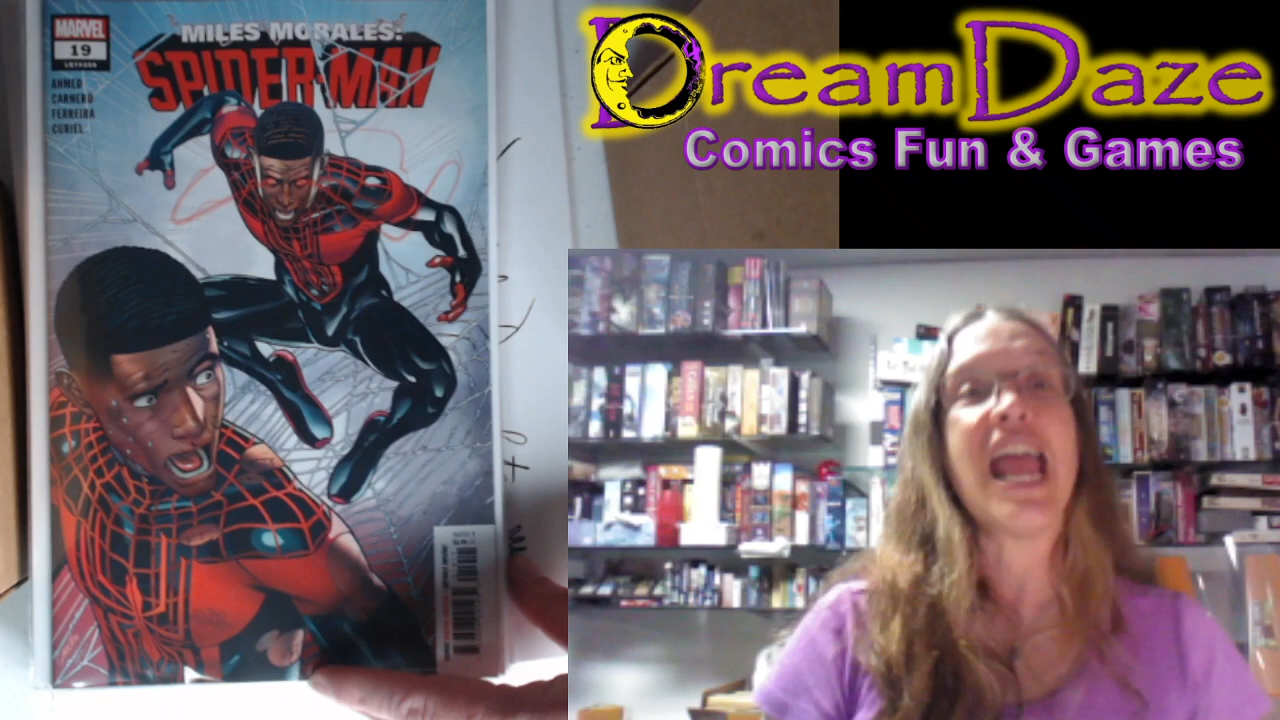 MARVEL
19
MILES MORALES:
SPIDER-MAN
AHMED
CARNERO
FERREIRA
CURIEL
DreamDaze
Comics Fun & Games